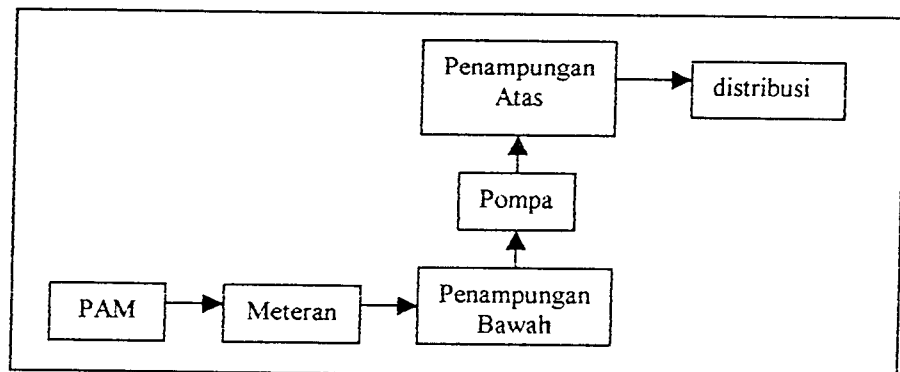 Penampungan
Atas
distribusi
Pompa
PAM
Meteran
Penampungan
Bawah